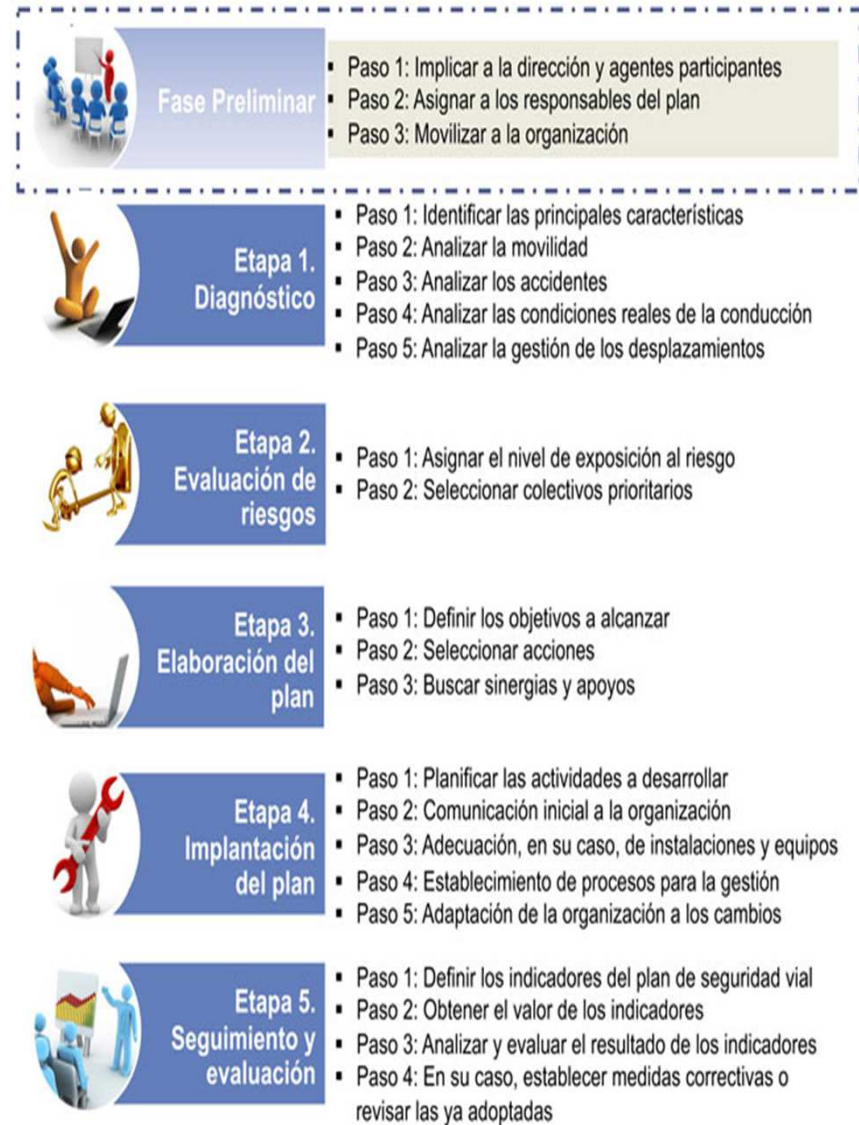 Fase Preliminar
▪ Paso 1: Implicar a la dirección y agentes participantes
▪ Paso 2: Asignar a los responsables del plan
▪ Paso 3: Movilizar a la organización
Etapa 1.
Diagnóstico
▪ Paso 1: Identificar las principales características
▪ Paso 2: Analizar la movilidad
▪ Paso 3: Analizar los accidentes
▪ Paso 4: Analizar las condiciones reales de la conducción
▪ Paso 5: Analizar la gestión de los desplazamientos
Etapa 2.
Evaluación de
riesgos
▪ Paso 1: Asignar el nivel de exposición al riesgo
▪ Paso 2: Seleccionar colectivos prioritarios
Etapa 3.
Elaboración del
plan
▪ Paso 1: Definir los objetivos a alcanzar
▪ Paso 2: Seleccionar acciones
▪ Paso 3: Buscar sinergias y apoyos
Etapa 4.
Implantación
del plan
▪ Paso 1: Planificar las actividades a desarrollar
▪ Paso 2: Comunicación inicial a la organización
▪ Paso 3: Adecuación, en su caso, de instalaciones y equipos
▪ Paso 4: Establecimiento de procesos para la gestión
▪ Paso 5: Adaptación de la organización a los cambios
Etapa 5.
Seguimiento y
evaluación
▪ Paso 1: Definir los indicadores del plan de seguridad vial
▪ Paso 2: Obtener el valor de los indicadores
▪ Paso 3: Analizar y evaluar el resultado de los indicadores
▪ Paso 4: En su caso, establecer medidas correctivas o
revisar las ya adoptadas